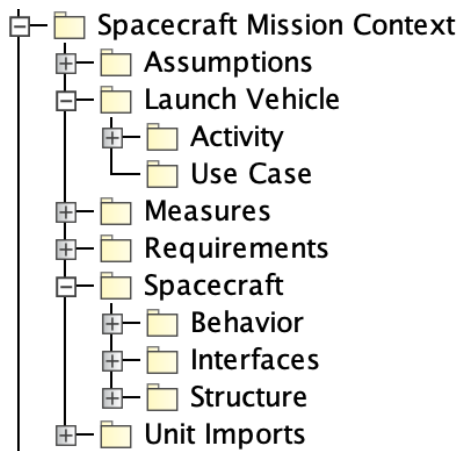 Spacecraft Mission Context
Assumptions
Launch Vehicle
Activity
Use Case
Measures
Requirements
Spacecraft
Behavior
Interfaces
Structure
Unit Imports